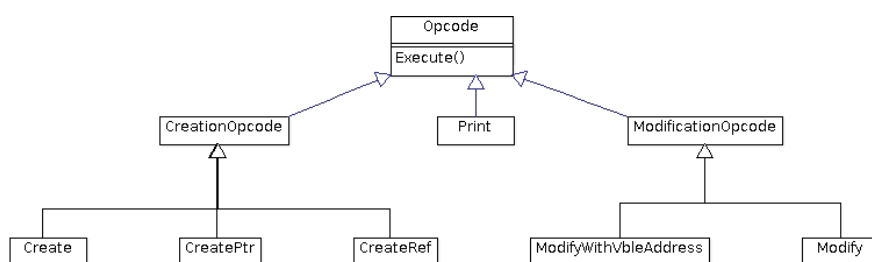 Opcode
Execute()
CreationOpcode
Print
ModificationOpcode
Create
CreatePtr
CreateRef
ModifyWithVbleAddress
Modify